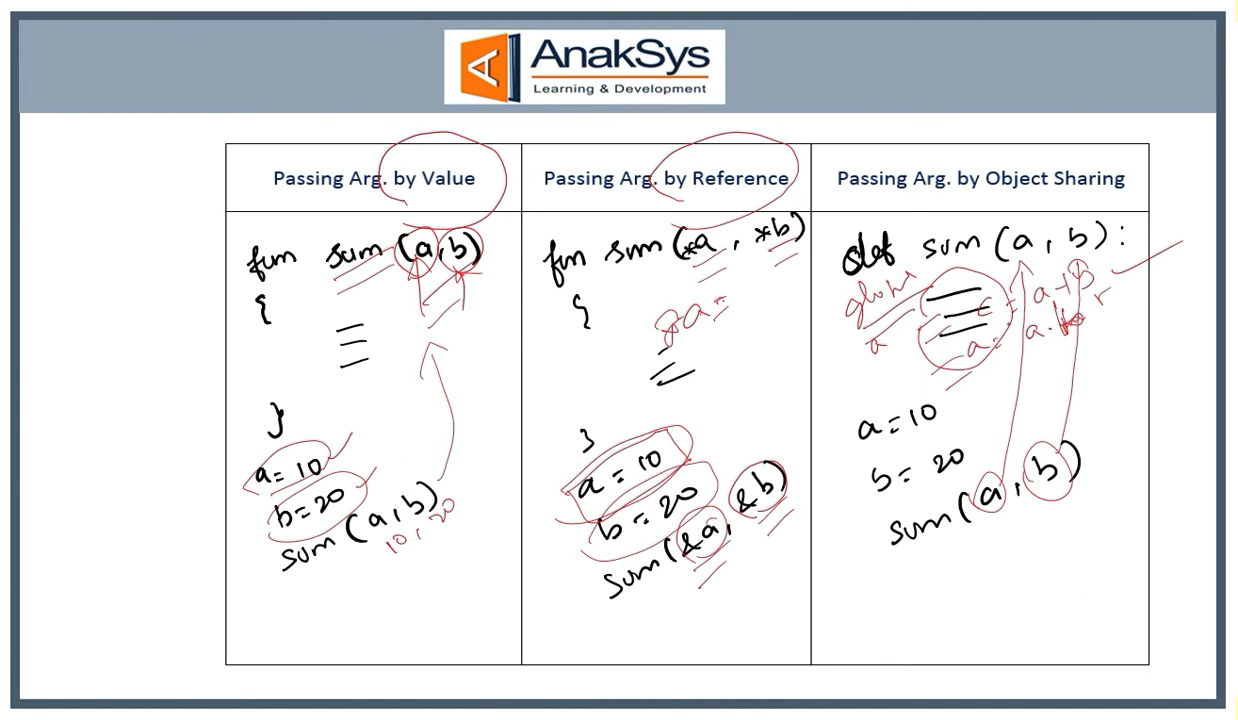 AnakSys
Learning & Development
Passing Arg. by Value
fun sum (a, b)
{
}
a = 10
b = 20
sum (a, b)
10, 20
Passing Arg. by Reference
fun sum (*a, *b)
{
*a =
}
a = 10
b = 20
sum (&a, &b)
Passing Arg. by Object Sharing
def sum (a, b):
global
a
c = a + b
a =
a = 10
b = 20
sum (a, b)